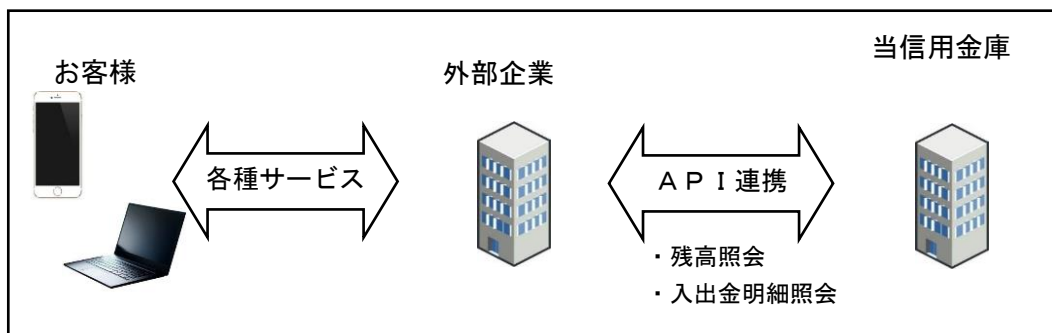 お客様
外部企業
当信用金庫
各種サービス
ＡＰＩ連携
・残高照会
・入出金明細照会